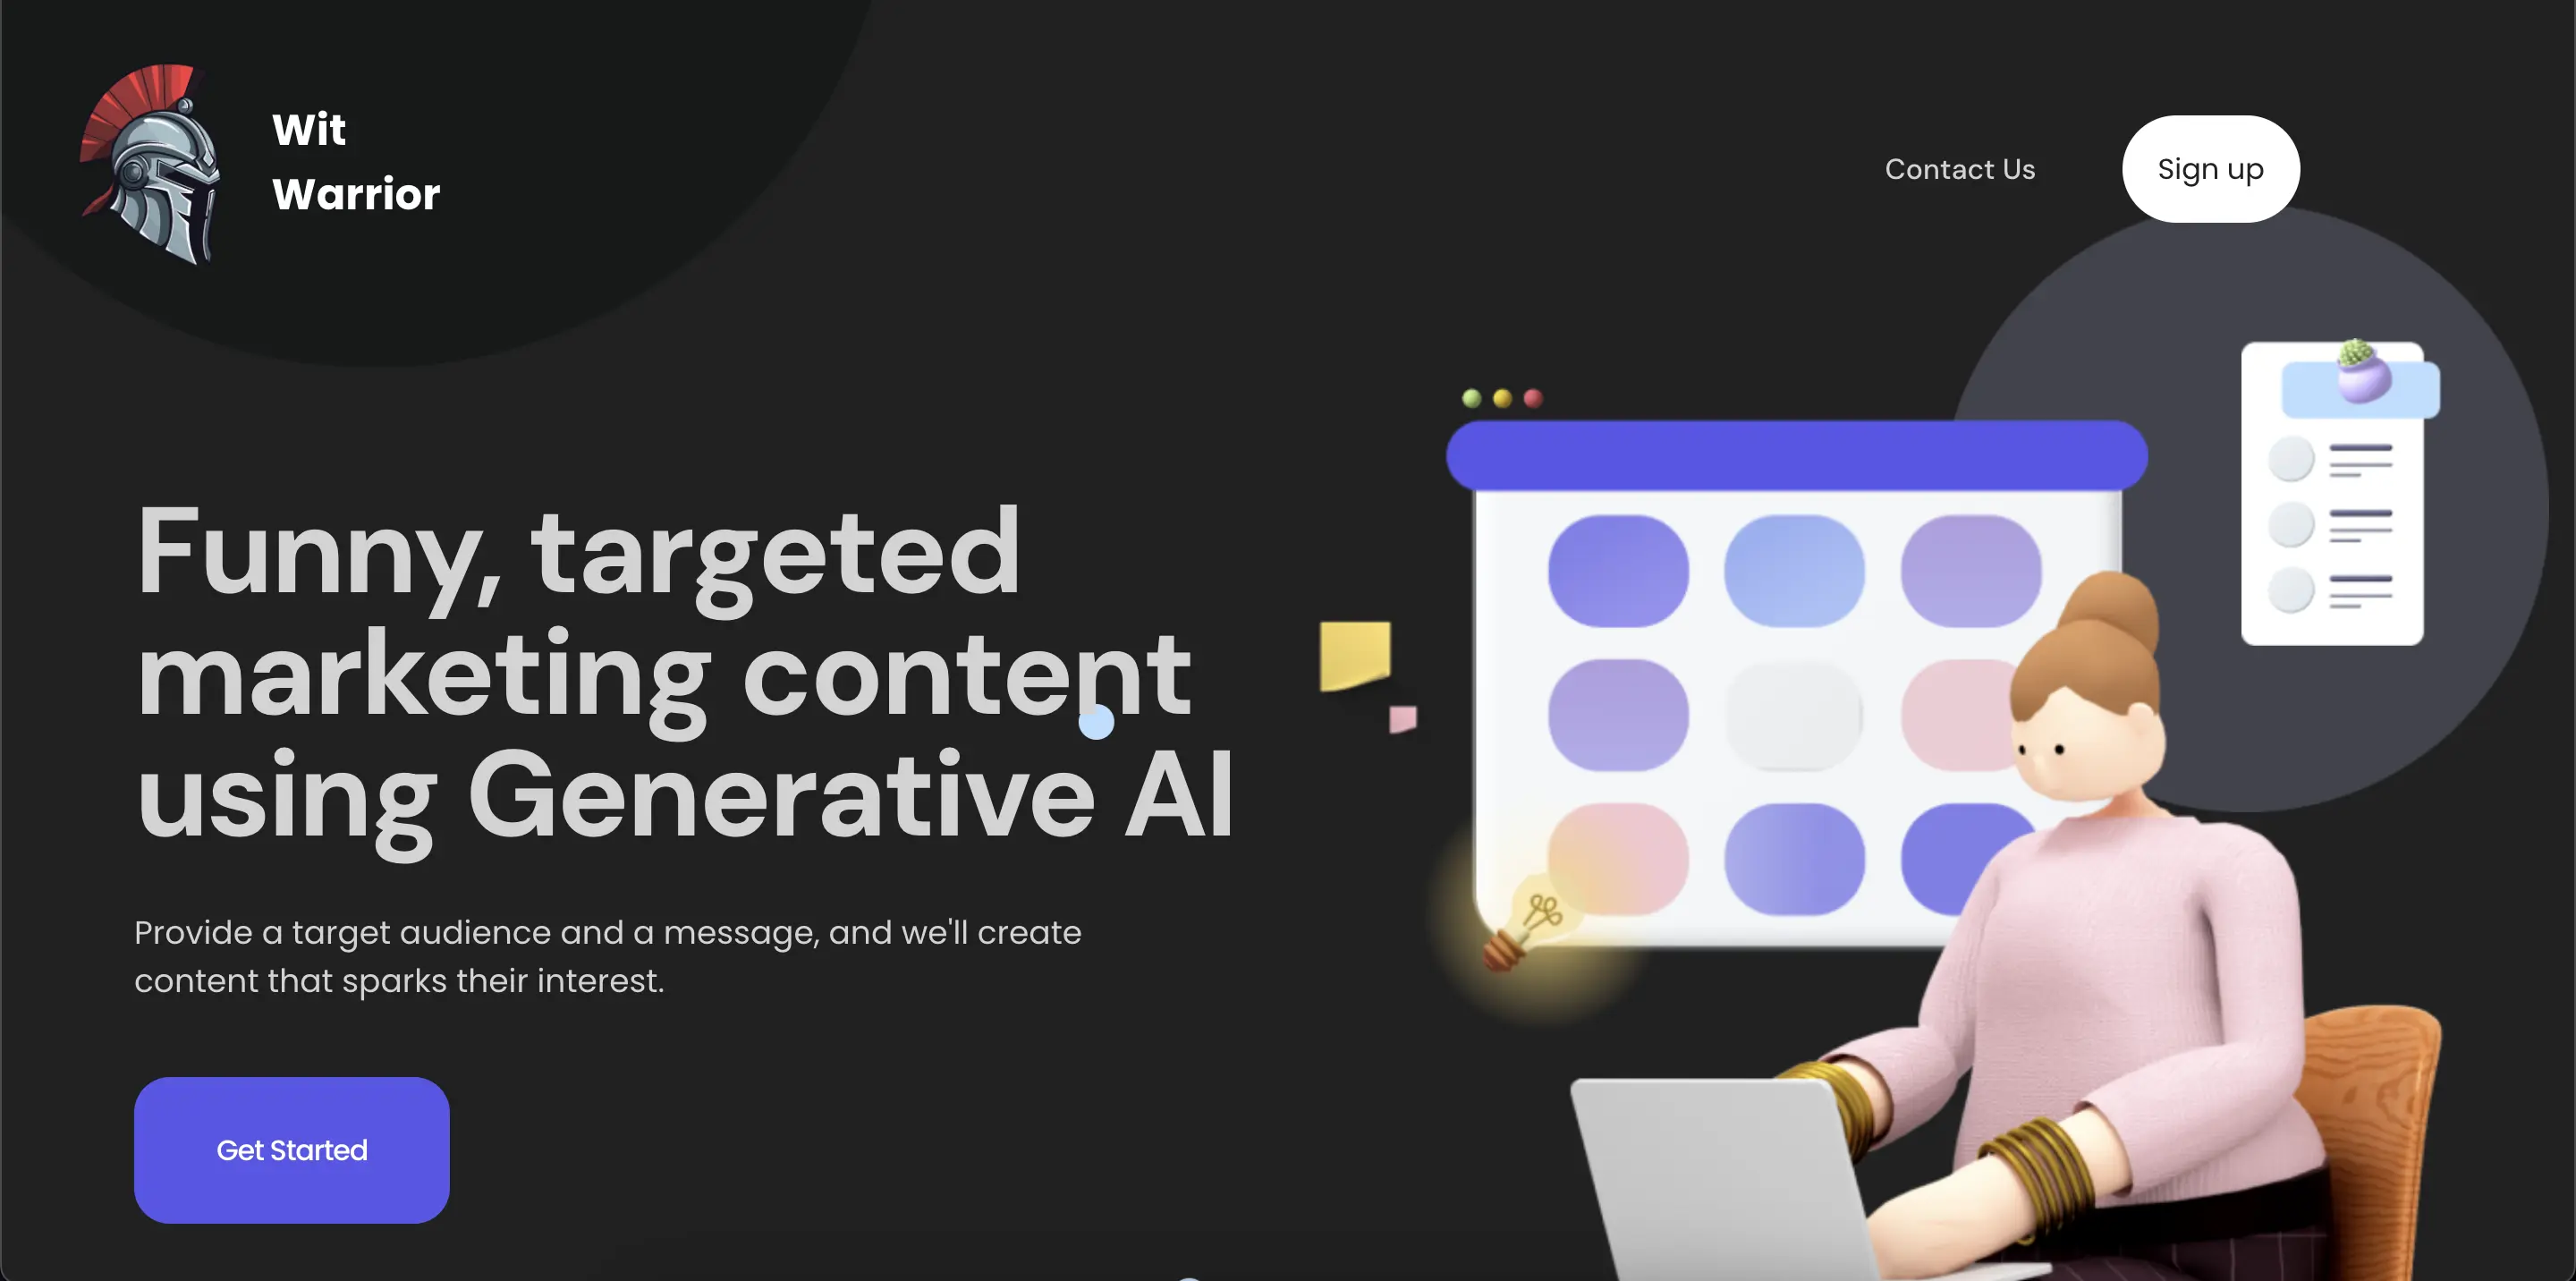 Wit
Warrior
Contact Us
Sign up
Funny, targeted
marketing content
using Generative AI
Provide a target audience and a message, and we'll create
content that sparks their interest.
Get Started